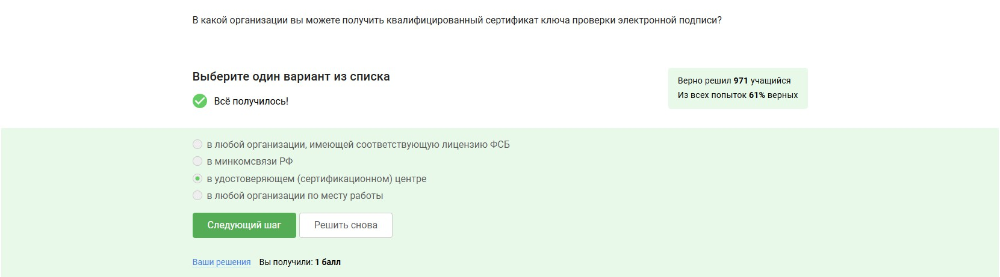 В какой организации вы можете получить квалифицированный сертификат ключа проверки электронной подписи?
Выберите один вариант из списка
Всё получилось!
Верно решил 971 учащийся
Из всех попыток 61% верных
в любой организации, имеющей соответствующую лицензию ФСБ
в минкомсвязи РФ
в удостоверяющем (сертификационном) центре
в любой организации по месту работы
Следующий шаг Решить снова
Ваши решения Вы получили: 1 балл